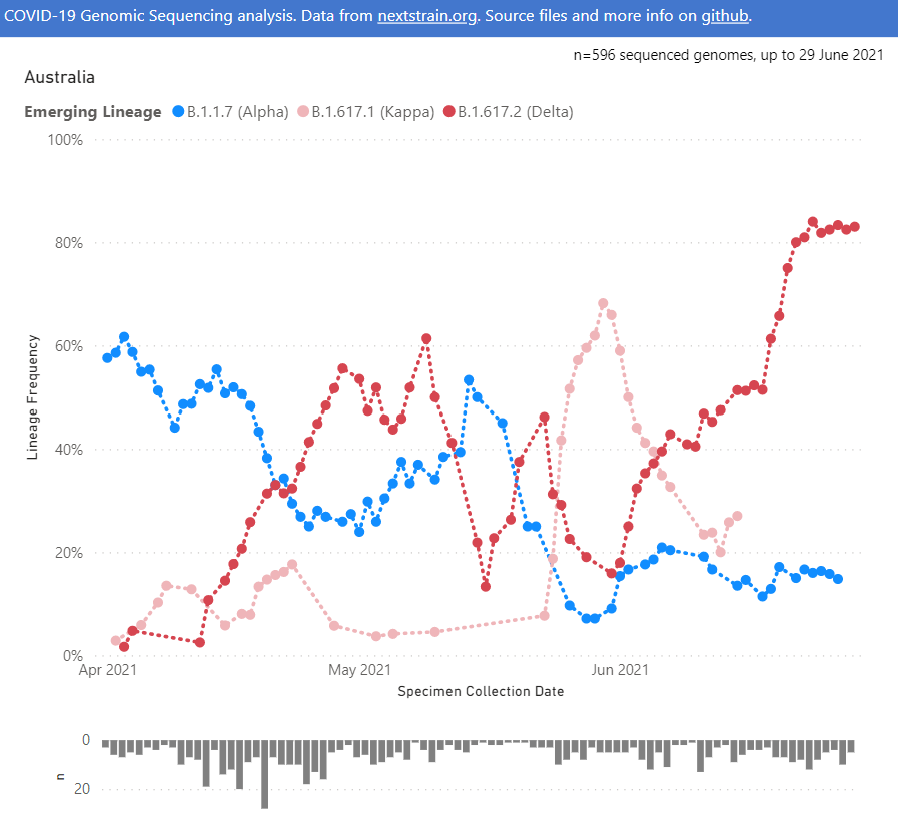 COVID-19 Genomic Sequencing analysis. Data from nextstrain.org. Source files and more info on github.
n=596 sequenced genomes, up to 29 June 2021
Australia
Emerging Lineage B.1.1.7 (Alpha) B.1.617.1 (Kappa) B.1.617.2 (Delta)
100%
80%
60%
40%
20%
0%
Lineage Frequency
Apr 2021 May 2021 Jun 2021
Specimen Collection Date
0
20
n